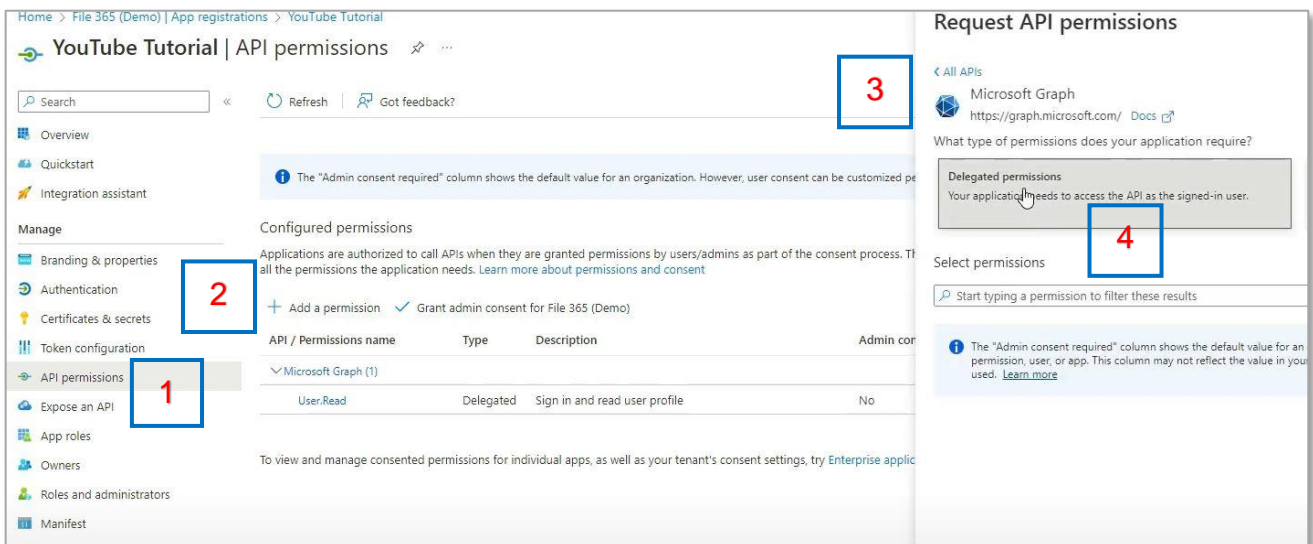 Home > File 365 (Demo) | App registrations > YouTube Tutorial
YouTube Tutorial | API permissions
Search
Overview
Quickstart
Integration assistant
Manage
Branding & properties
Authentication
Certificates & secrets
Token configuration
API permissions
Expose an API
App roles
Owners
Roles and administrators
Manifest
1
2
Refresh
Got feedback?
The "Admin consent required" column shows the default value for an organization. However, user consent can be customized pe
Configured permissions
Applications are authorized to call APIs when they are granted permissions by users/admins as part of the consent process. Th
all the permissions the application needs. Learn more about permissions and consent
Add a permission
Grant admin consent for File 365 (Demo)
API / Permissions name Type Description Admin con
Microsoft Graph (1)
User.Read Delegated Sign in and read user profile No
To view and manage consented permissions for individual apps, as well as your tenant's consent settings, try Enterprise applic
3
Request API permissions
All APIs
Microsoft Graph
https://graph.microsoft.com/ Docs
What type of permissions does your application require?
Delegated permissions
Your application needs to access the API as the signed-in user.
4
Select permissions
Start typing a permission to filter these results
The "Admin consent required" column shows the default value for an
permission, user, or app. This column may not reflect the value in you
used. Learn more